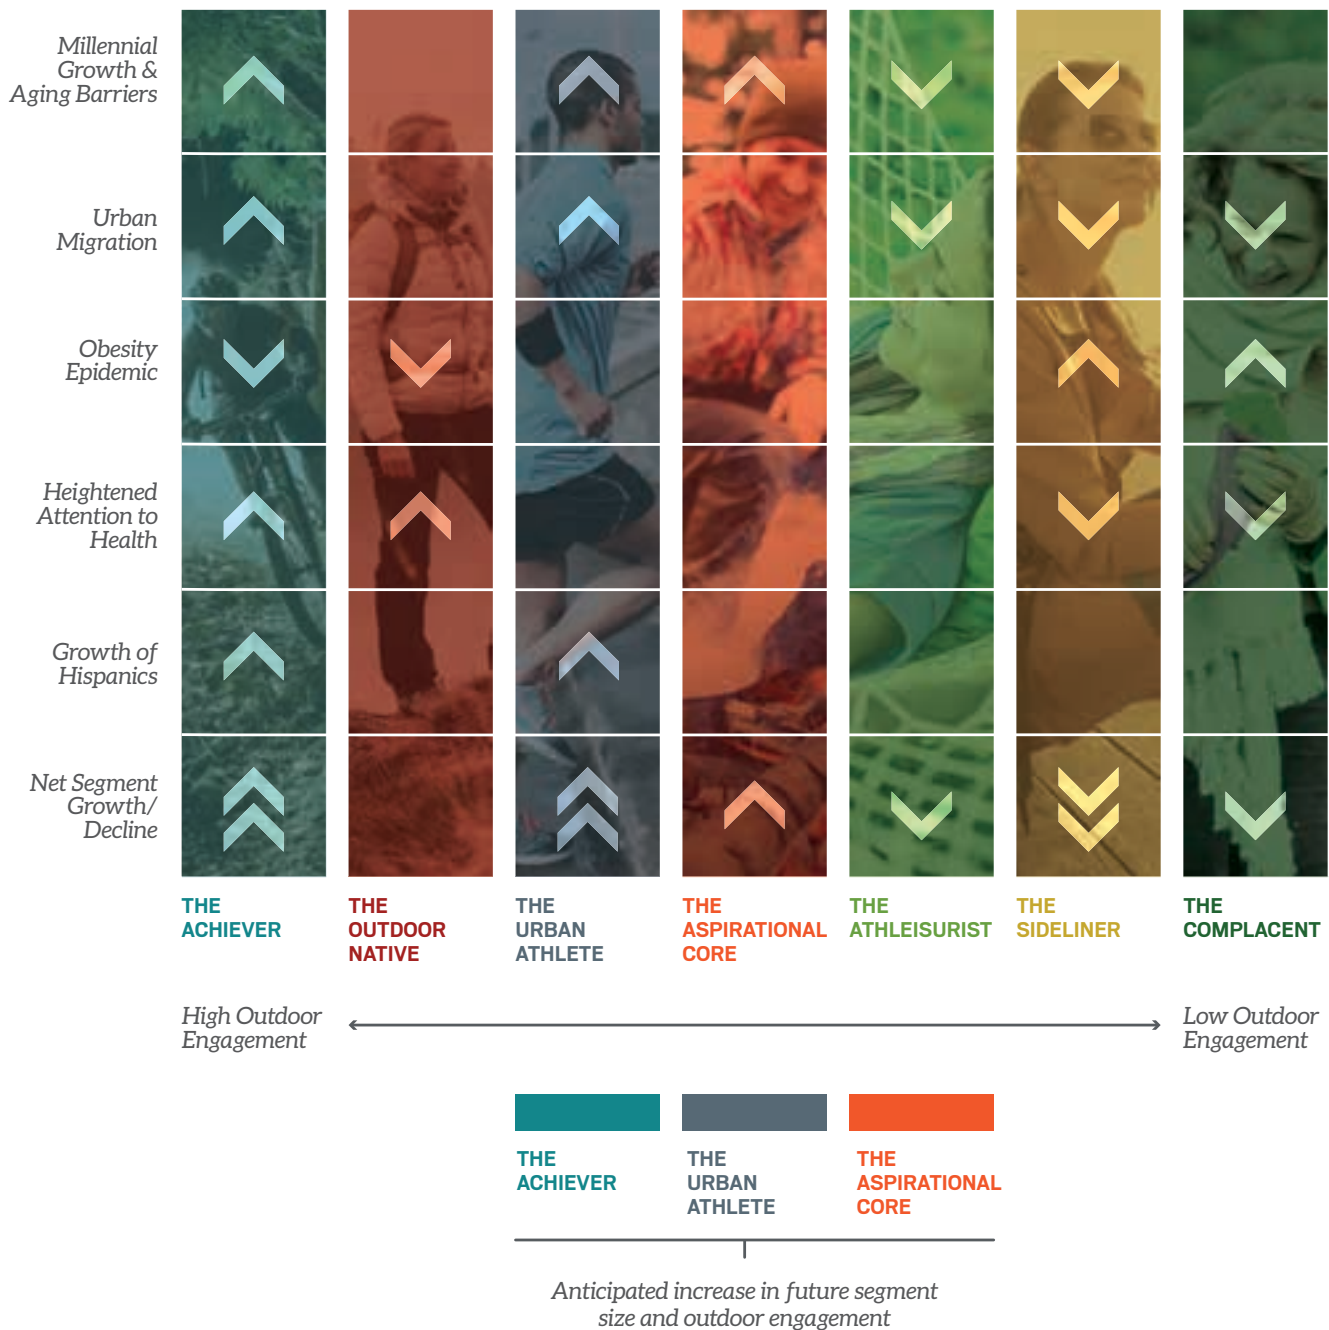 Millennial
Growth &
Aging Barriers
Urban
Migration
Obesity
Epidemic
Heightened
Attention to
Health
Growth of
Hispanics
Net Segment
Growth/
Decline
THE
ACHIEVER
THE
OUTDOOR
NATIVE
THE
URBAN
ATHLETE
THE
ASPIRATIONAL
CORE
THE
ATHLEISURIST
THE
SIDELINER
THE
COMPLACENT
High Outdoor
Engagement
Low Outdoor
Engagement
THE
ACHIEVER
THE
URBAN
ATHLETE
THE
ASPIRATIONAL
CORE
Anticipated increase in future segment
size and outdoor engagement